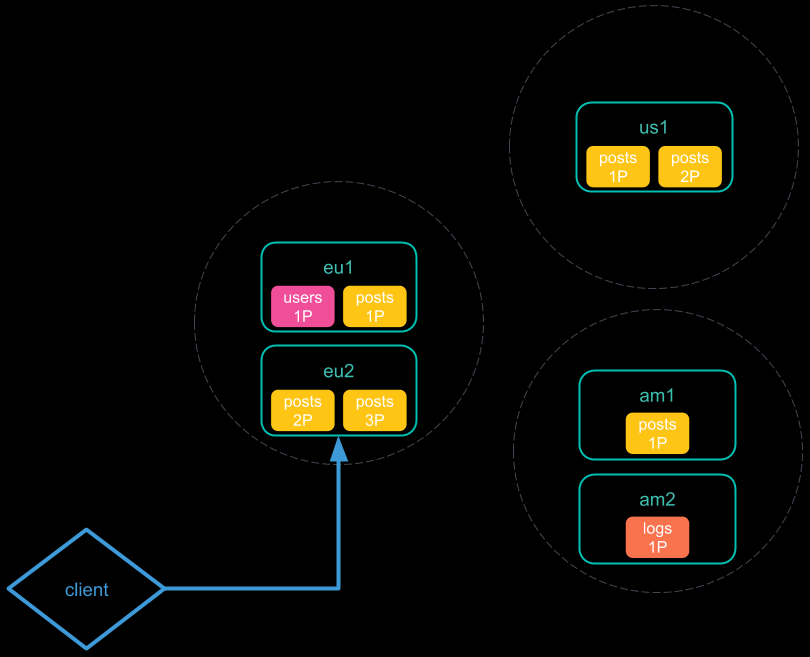 us1
posts
1P
posts
2P
eu1
users
1P
posts
1P
eu2
posts
2P
posts
3P
am1
posts
1P
am2
logs
1P
client